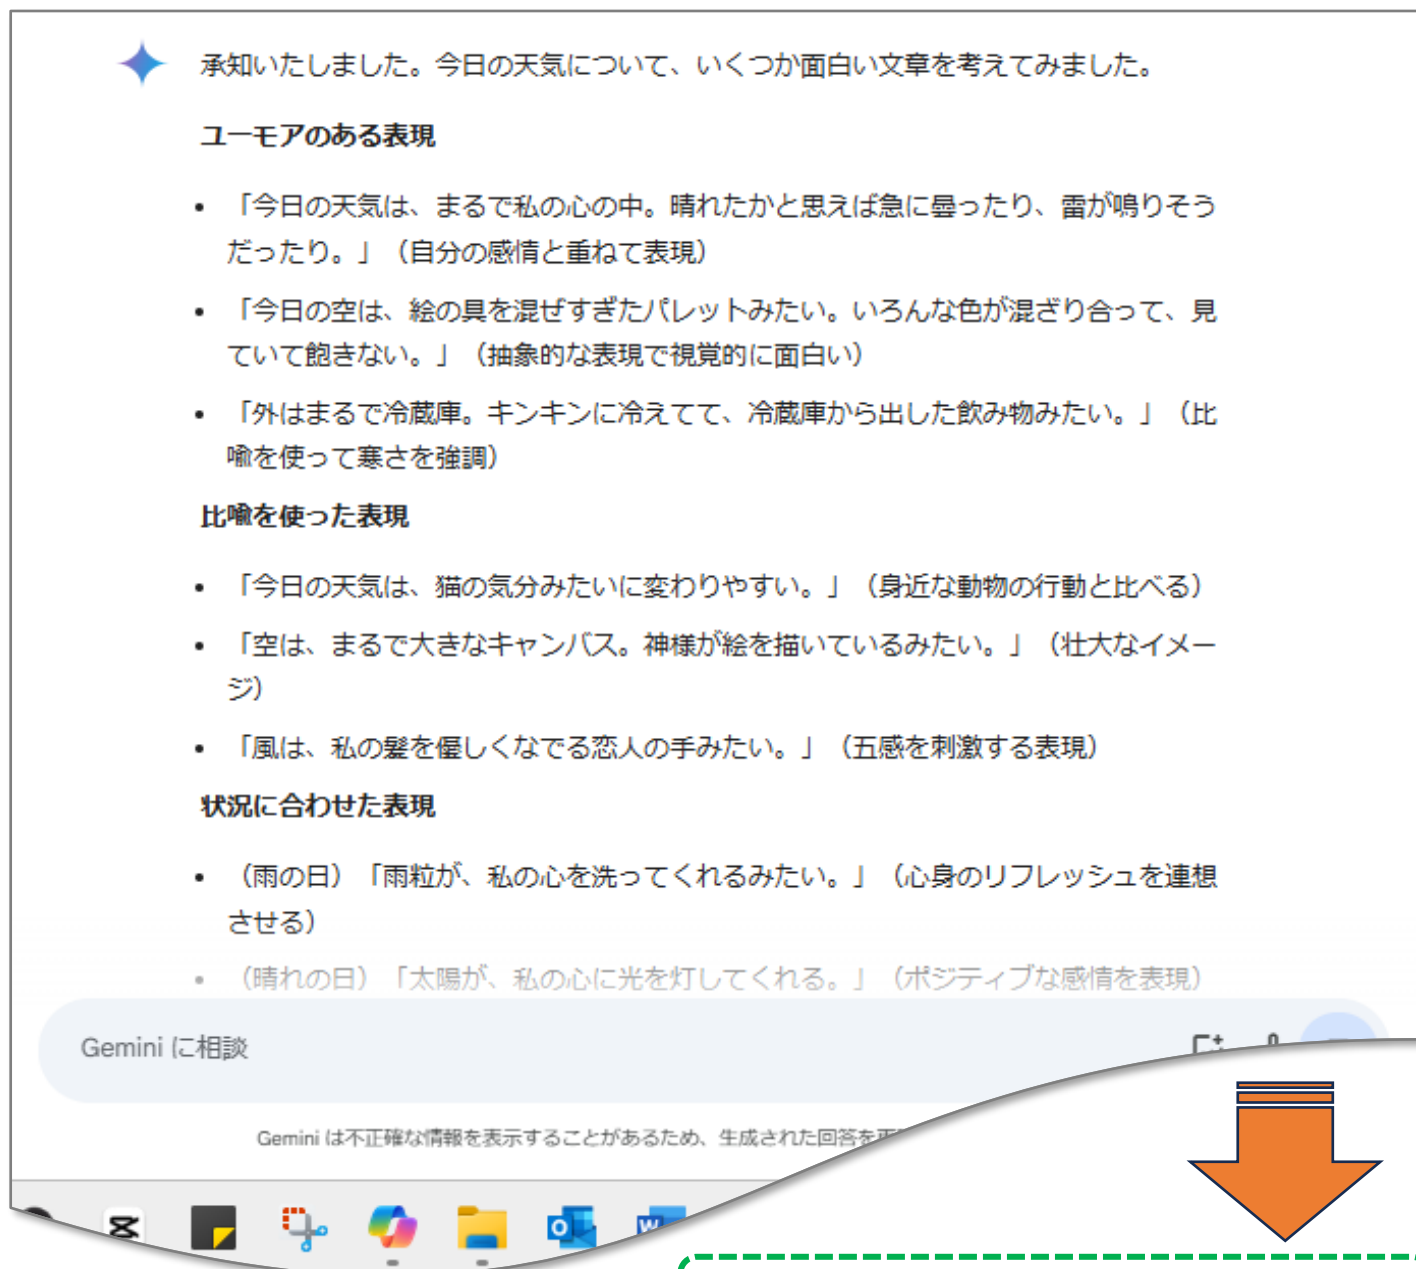 承知いたしました。今日の天気について、いくつか面白い文章を考えてみました。
ユーモアのある表現
• 「今日の天気は、まるで私の心の中。晴れたかと思えば急に曇ったり、雷が鳴りそう
だったり。」（自分の感情と重ねて表現）
• 「今日の空は、絵の具を混ぜすぎたパレットみたい。いろんな色が混ざり合って、見
ていて飽きない。」（抽象的な表現で視覚的に面白い）
• 「外はまるで冷蔵庫。キンキンに冷えてて、冷蔵庫から出した飲み物みたい。」（比
喩を使って寒さを強調）
比喩を使った表現
• 「今日の天気は、猫の気分みたいに変わりやすい。」（身近な動物の行動と比べる）
• 「空は、まるで大きなキャンバス。神様が絵を描いているみたい。」（壮大なイメー
ジ）
• 「風は、私の髪を優しくなでる恋人の手みたい。」（五感を刺激する表現）
状況に合わせた表現
• （雨の日）「雨粒が、私の心を洗ってくれるみたい。」（心身のリフレッシュを連想
させる）
• （晴れの日）「太陽が、私の心に光を灯してくれる。」（ポジティブな感情を表現）
Gemini に相談
Gemini は不正確な情報を表示することがあるため、生成された回答を